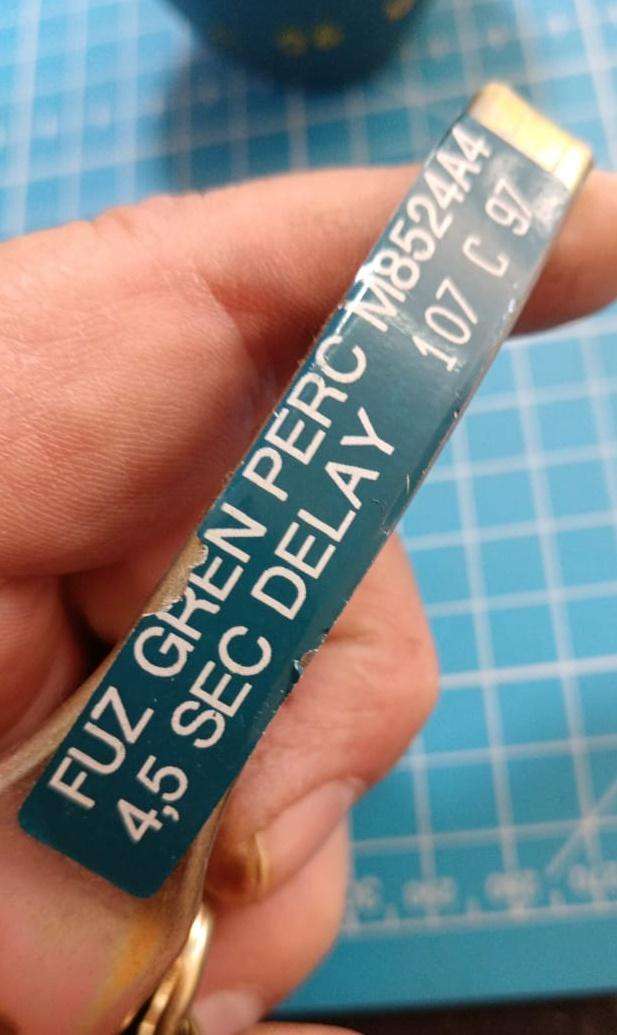 FUZ GREN PERC M8524A4
4,5 SEC DELAY 107 C 97